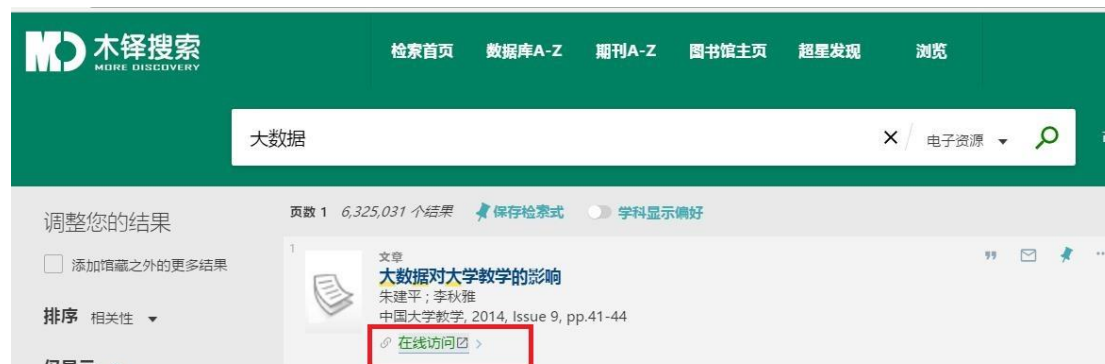 木铎搜索
MORE DISCOVERY
检索首页 数据库A-Z 期刊A-Z 图书馆主页 超星发现 浏览
大数据 电子资源
调整您的结果
页数 1 6,325,031 个结果 保存检索式 学科显示偏好
添加馆藏之外的更多结果
1
文章
大数据对大学教学的影响
朱建平 ; 李秋雅
中国大学教学, 2014, Issue 9, pp.41-44
排序 相关性
在线访问